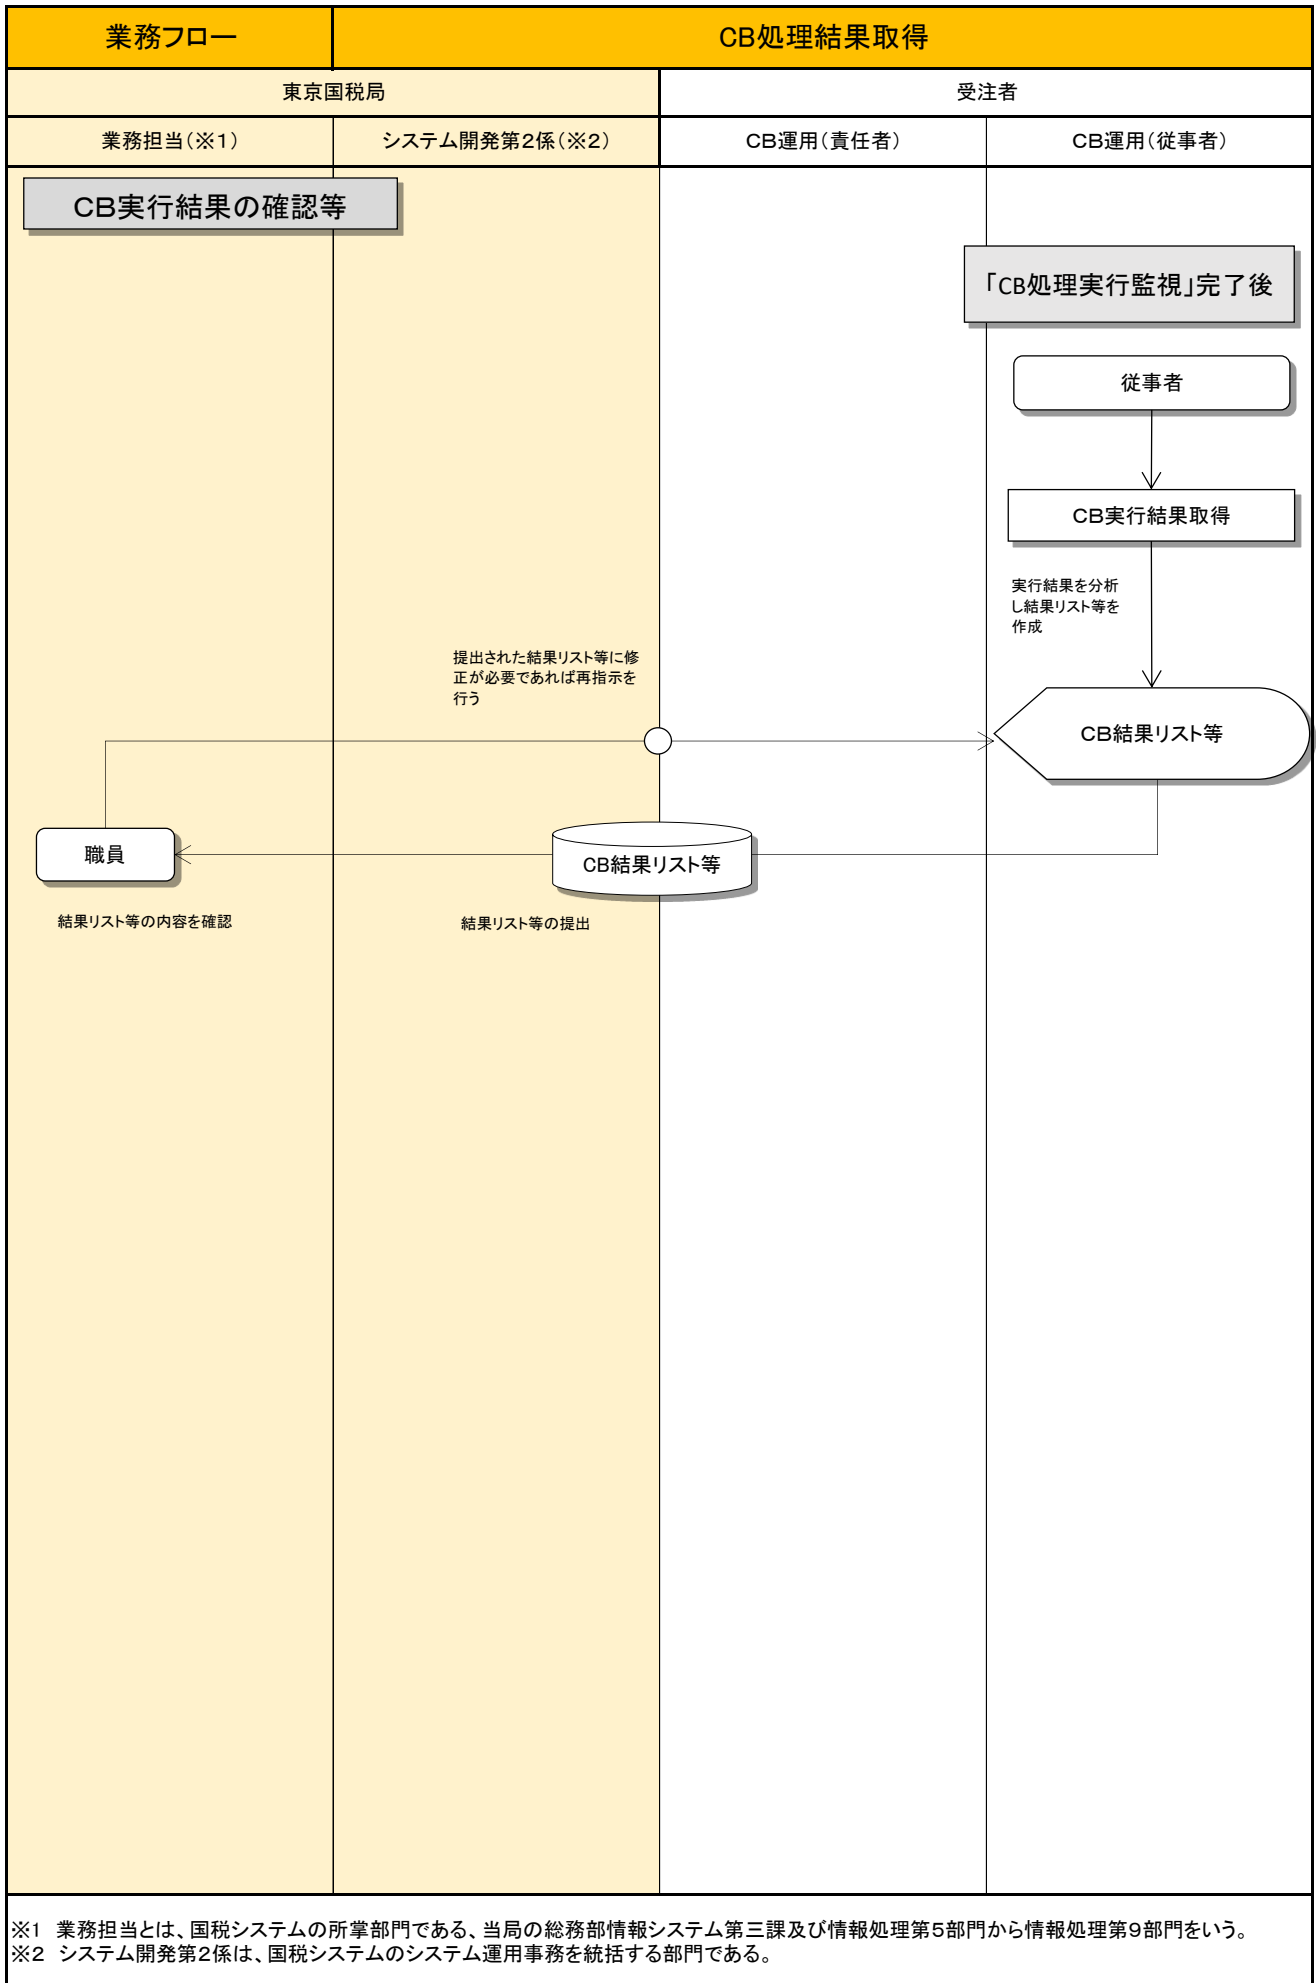 業務フロー
CB処理結果取得
東京国税局
受注者
業務担当(※1)
システム開発第2係(※2)
CB運用(責任者)
CB運用(従事者)
CB実行結果の確認等
「CB処理実行監視」完了後
従事者
CB実行結果取得
実行結果を分析
し結果リスト等を
作成
提出された結果リスト等に修
正が必要であれば再指示を
行う
CB結果リスト等
職員
CB結果リスト等
結果リスト等の内容を確認
結果リスト等の提出
※1 業務担当とは、国税システムの所掌部門である、当局の総務部情報システム第三課及び情報処理第5部門から情報処理第9部門をいう。
※2 システム開発第2係は、国税システムのシステム運用事務を統括する部門である。